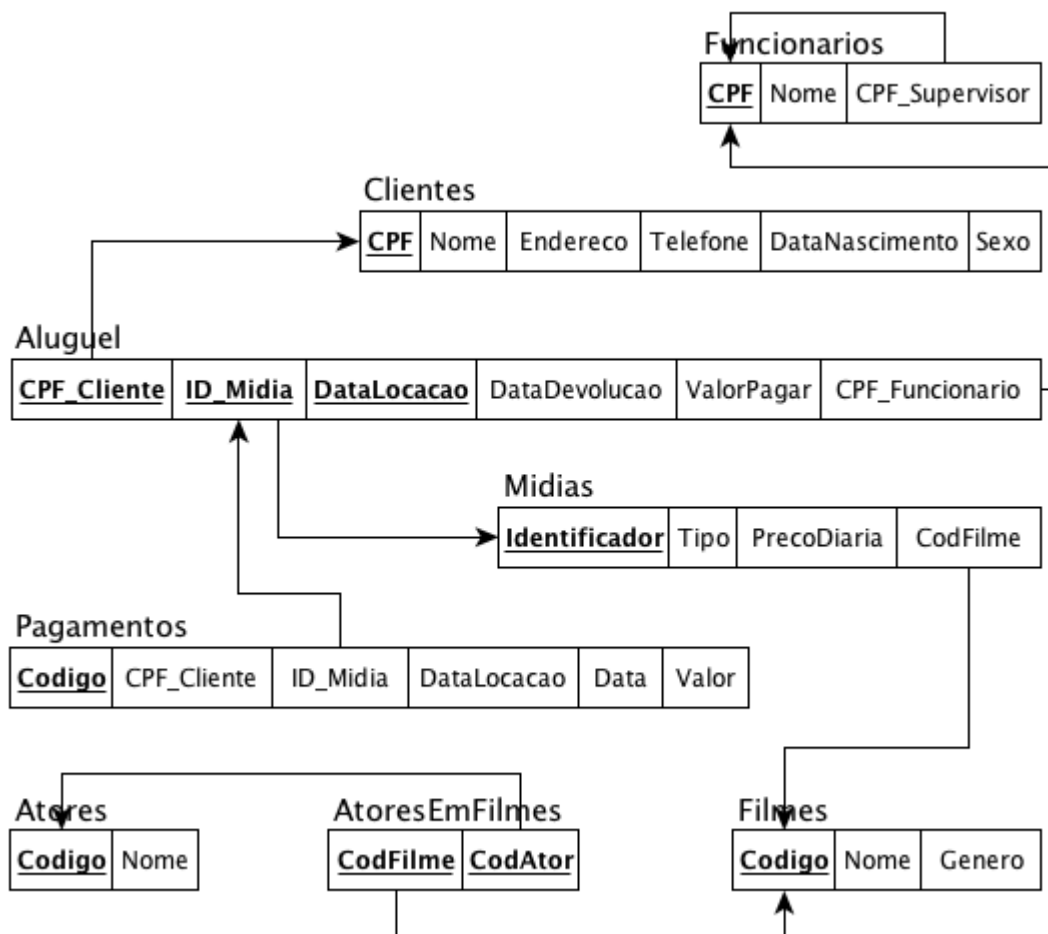 Funcionarios
CPF Nome CPF_Supervisor
Clientes
CPF Nome Endereco Telefone DataNascimento Sexo
Aluguel
CPF_Cliente ID_Midia DataLocacao DataDevolucao ValorPagar CPF_Funcionario
Midias
Identificador Tipo PrecoDiaria CodFilme
Pagamentos
Codigo CPF_Cliente ID_Midia DataLocacao Data Valor
Atores AtoresEmFilmes Filmes
Codigo Nome CodFilme CodAtor Codigo Nome Genero